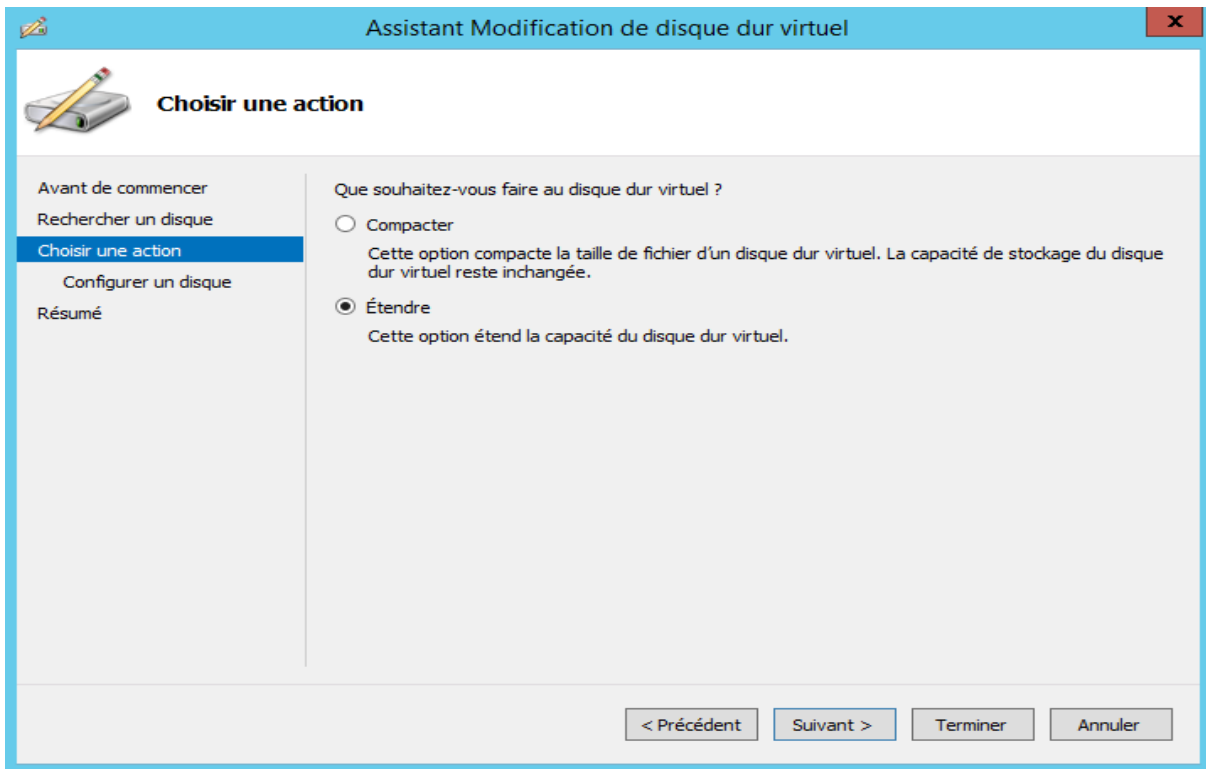 Assistant Modification de disque dur virtuel
x
Choisir une action
Avant de commencer
Rechercher un disque
Choisir une action
Configurer un disque
Résumé
Que souhaitez-vous faire au disque dur virtuel ?
Compacter
Cette option compacte la taille de fichier d'un disque dur virtuel. La capacité de stockage du disque
dur virtuel reste inchangée.
Étendre
Cette option étend la capacité du disque dur virtuel.
< Précédent
Suivant >
Terminer
Annuler